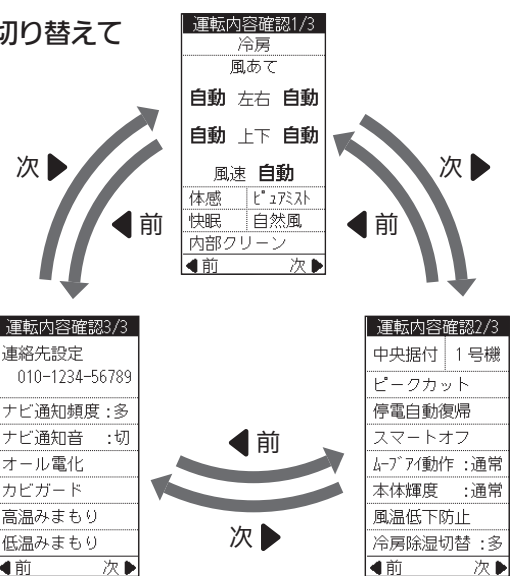 切り替えて
運転内容確認1/3
冷房
風あて
自動 左右 自動
自動 上下 自動
風速 自動
体感 ピュアミスト
快眠 自然風
内部クリーン
◀前 次▶
次▶
◀前
次▶
◀前
運転内容確認3/3
連絡先設定
010-1234-56789
ナビ通知頻度:多
ナビ通知音 :切
オール電化
カビガード
高温みまもり
低温みまもり
◀前 次▶
◀前
次▶
運転内容確認2/3
中央据付 1号機
ピークカット
停電自動復帰
スマートオフ
ムーブアイ動作 :通常
本体輝度 :通常
風温低下防止
冷房除湿切替 :多
◀前 次▶